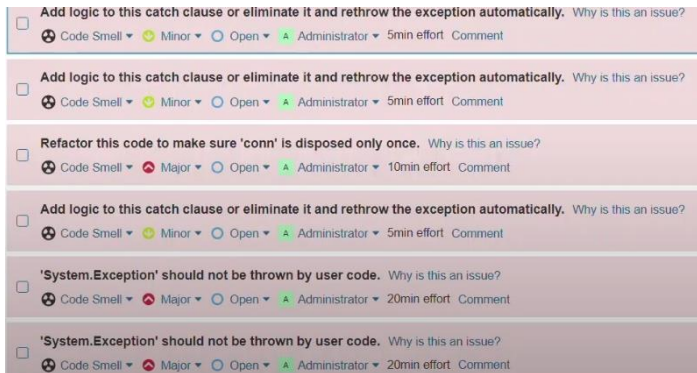 Add logic to this catch clause or eliminate it and rethrow the exception automatically. Why is this an issue?
Code Smell Minor Open A Administrator 5min effort Comment
Add logic to this catch clause or eliminate it and rethrow the exception automatically. Why is this an issue?
Code Smell Minor Open A Administrator 5min effort Comment
Refactor this code to make sure 'conn' is disposed only once. Why is this an issue?
Code Smell Major Open A Administrator 10min effort Comment
Add logic to this catch clause or eliminate it and rethrow the exception automatically. Why is this an issue?
Code Smell Minor Open A Administrator 5min effort Comment
'System.Exception' should not be thrown by user code. Why is this an issue?
Code Smell Major Open A Administrator 20min effort Comment
'System.Exception' should not be thrown by user code. Why is this an issue?
Code Smell Major Open A Administrator 20min effort Comment